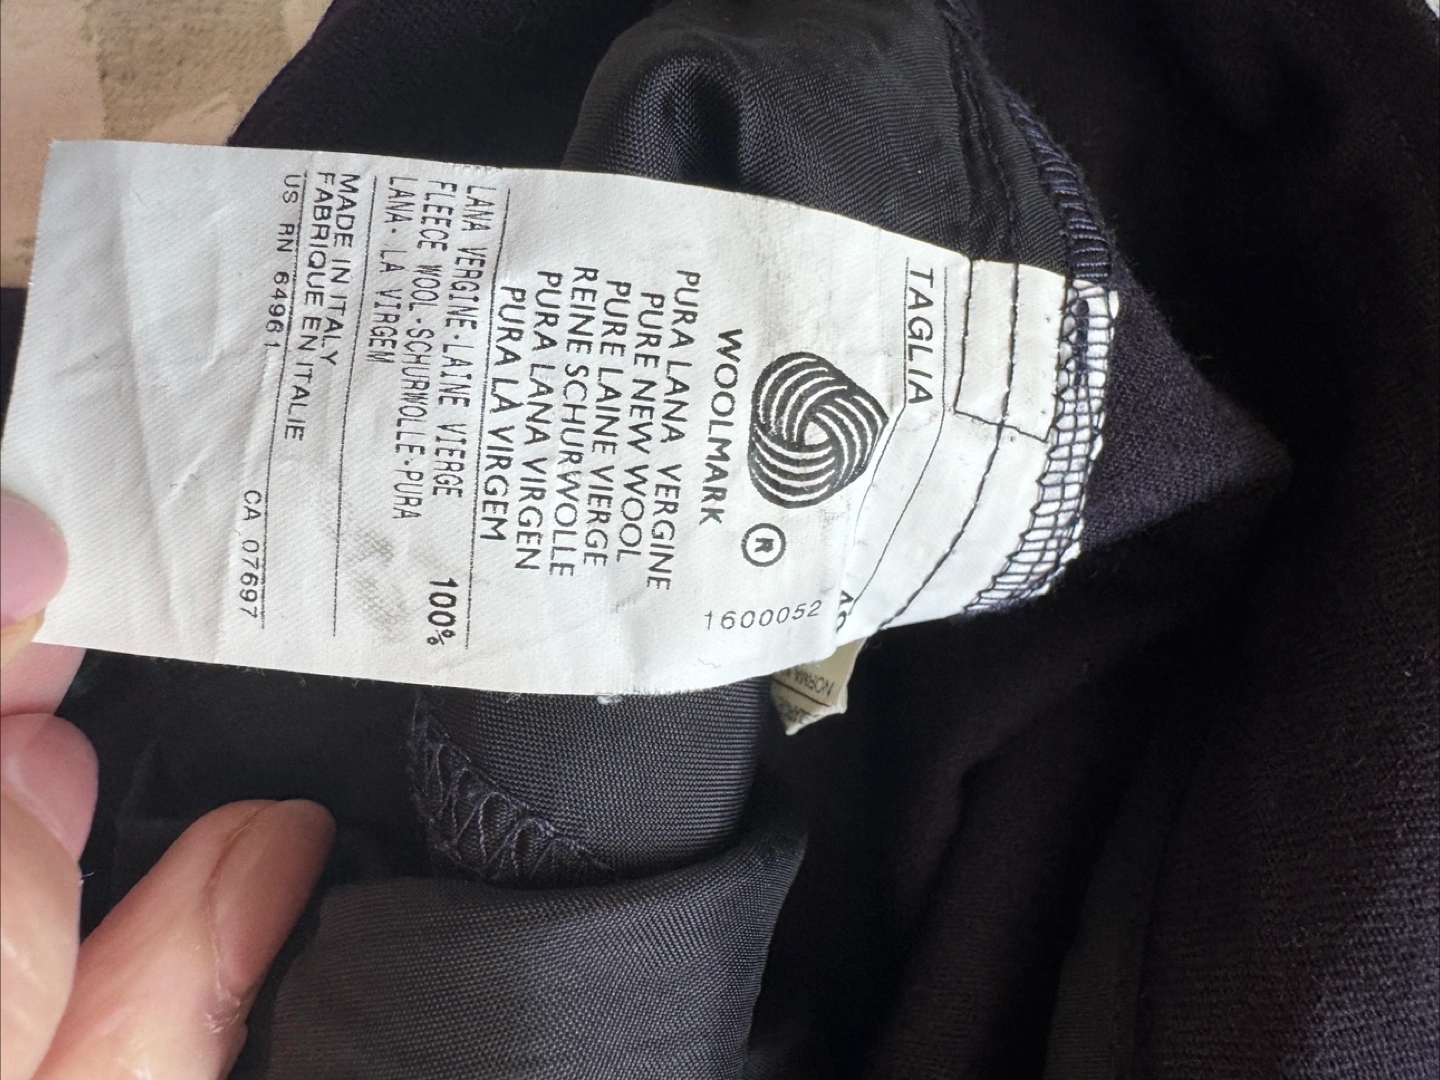 TAGLIA
1600052
®
WOOLMARK
PURA LANA VERGINE
PURE NEW WOOL
PURE LAINE VIERGE
REINE SCHURWOLLE
PURA LANA VIRGEN
PURA LÀ VIRGEM
LANA VERGINE-LAINE VIERGE 100%
FLEECE WOOL-SCHURWOLLE-PURA
LANA- LA VIRGEM
MADE IN ITALY
FABRIQUE EN ITALIE
US RN 64961 CA 07697